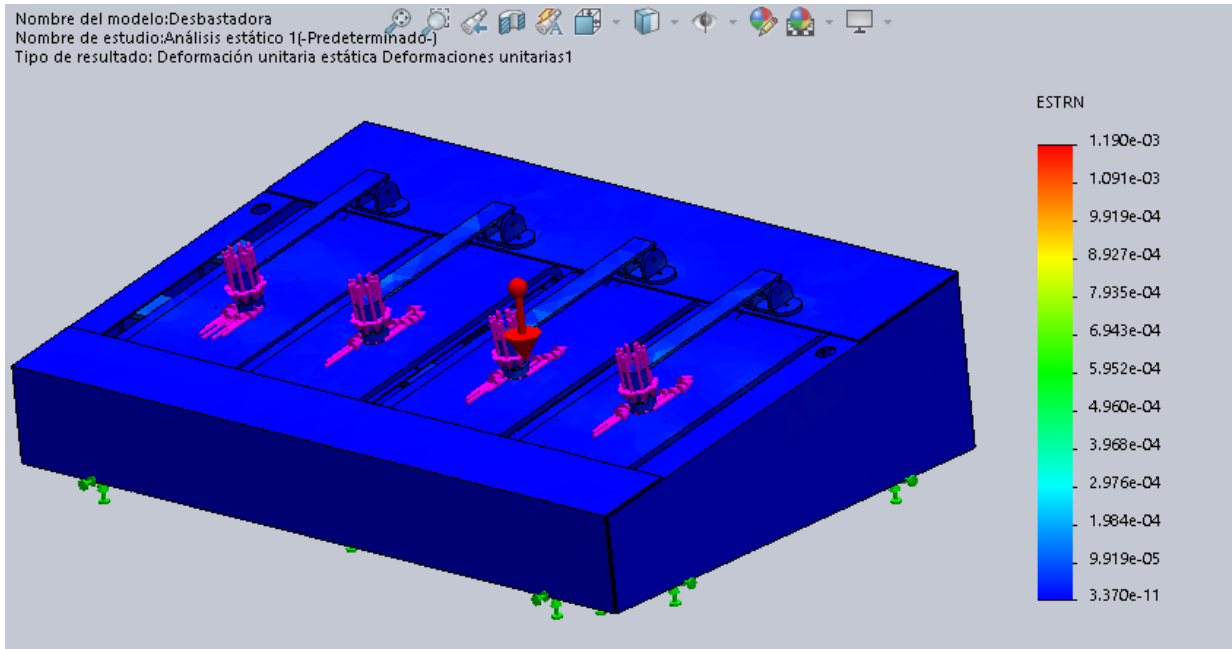 Nombre del modelo:Desbastadora
Nombre de estudio:Análisis estático 1(-Predeterminado-)
Tipo de resultado: Deformación unitaria estática Deformaciones unitarias1
ESTRN
1.190e-03
1.091e-03
9.919e-04
8.927e-04
7.935e-04
6.943e-04
5.952e-04
4.960e-04
3.968e-04
2.976e-04
1.984e-04
9.919e-05
3.370e-11